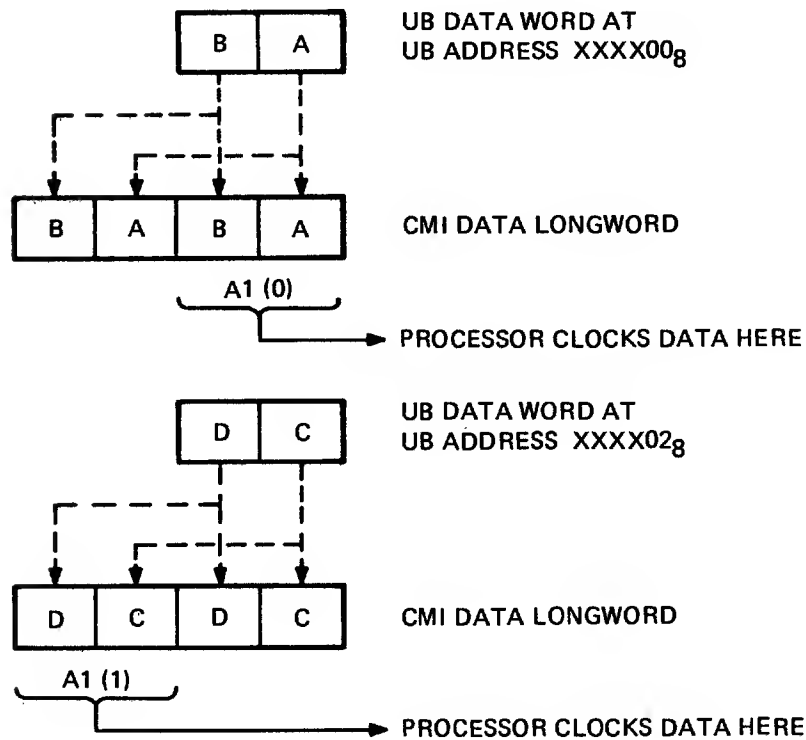 B A
UB DATA WORD AT
UB ADDRESS XXXX00₈
B A B A
CMI DATA LONGWORD
A1 (0)
PROCESSOR CLOCKS DATA HERE
D C
UB DATA WORD AT
UB ADDRESS XXXX02₈
D C D C
CMI DATA LONGWORD
A1 (1)
PROCESSOR CLOCKS DATA HERE